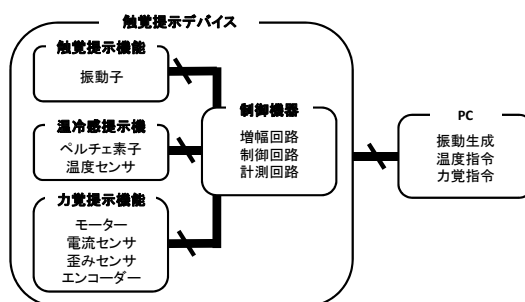 触覚提示デバイス
触覚提示機能
振動子
温冷感提示機
ペルチェ素子
温度センサ
力覚提示機能
モーター
電流センサ
歪みセンサ
エンコーダー
制御機器
増幅回路
制御回路
計測回路
PC
振動生成
温度指令
力覚指令